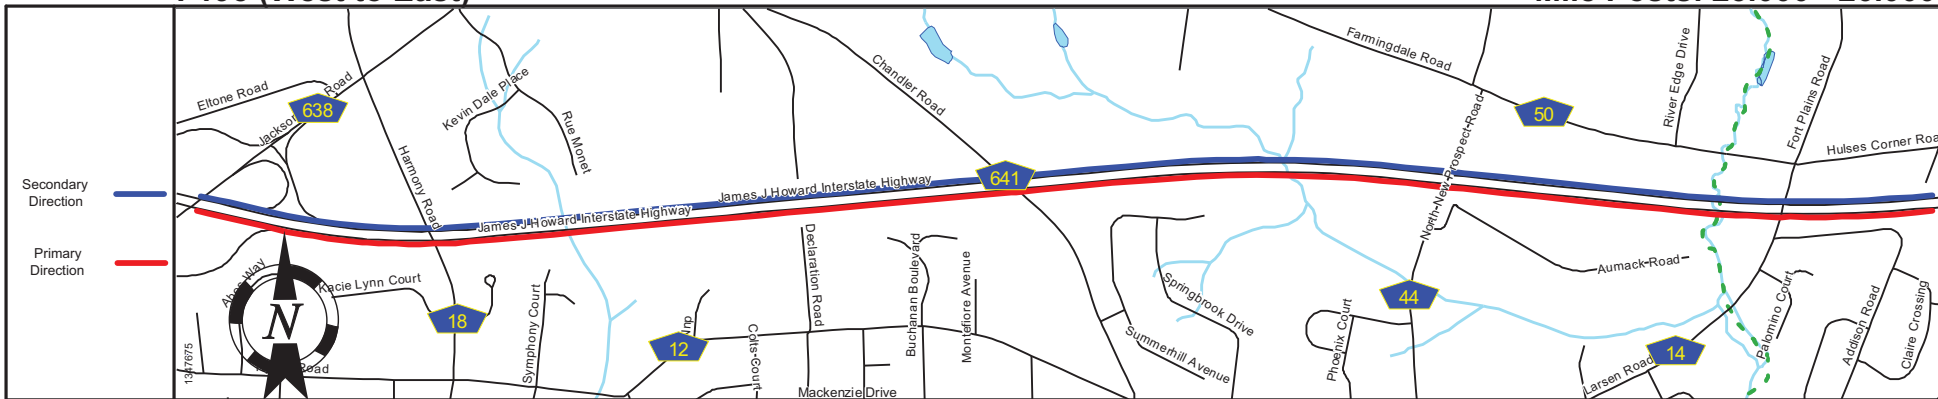 Secondary
Direction
Primary
Direction
Eltone Road
Jackson Road
638
Kevin Dale Place
Rue Monet
Harmony Road
Chandler Road
641
Farmingdale Road
50
River Edge Drive
Fort Plains Road
Hulses Corner Roa
James J Howard Interstate Highway
James J Howard Interstate Highway
North New Prospect Road
Aumack Road
Kacie Lynn Court
18
Symphony Court
12
Declaration Road
Colts Court
Buchanan Boulevard
Montefiore Avenue
Mackenzie Drive
Springbrook Drive
Summerhill Avenue
Phoenix Court
44
Larsen Road
14
Palomino Court
Addison Road
Claire Crossing
N
Road
1347675